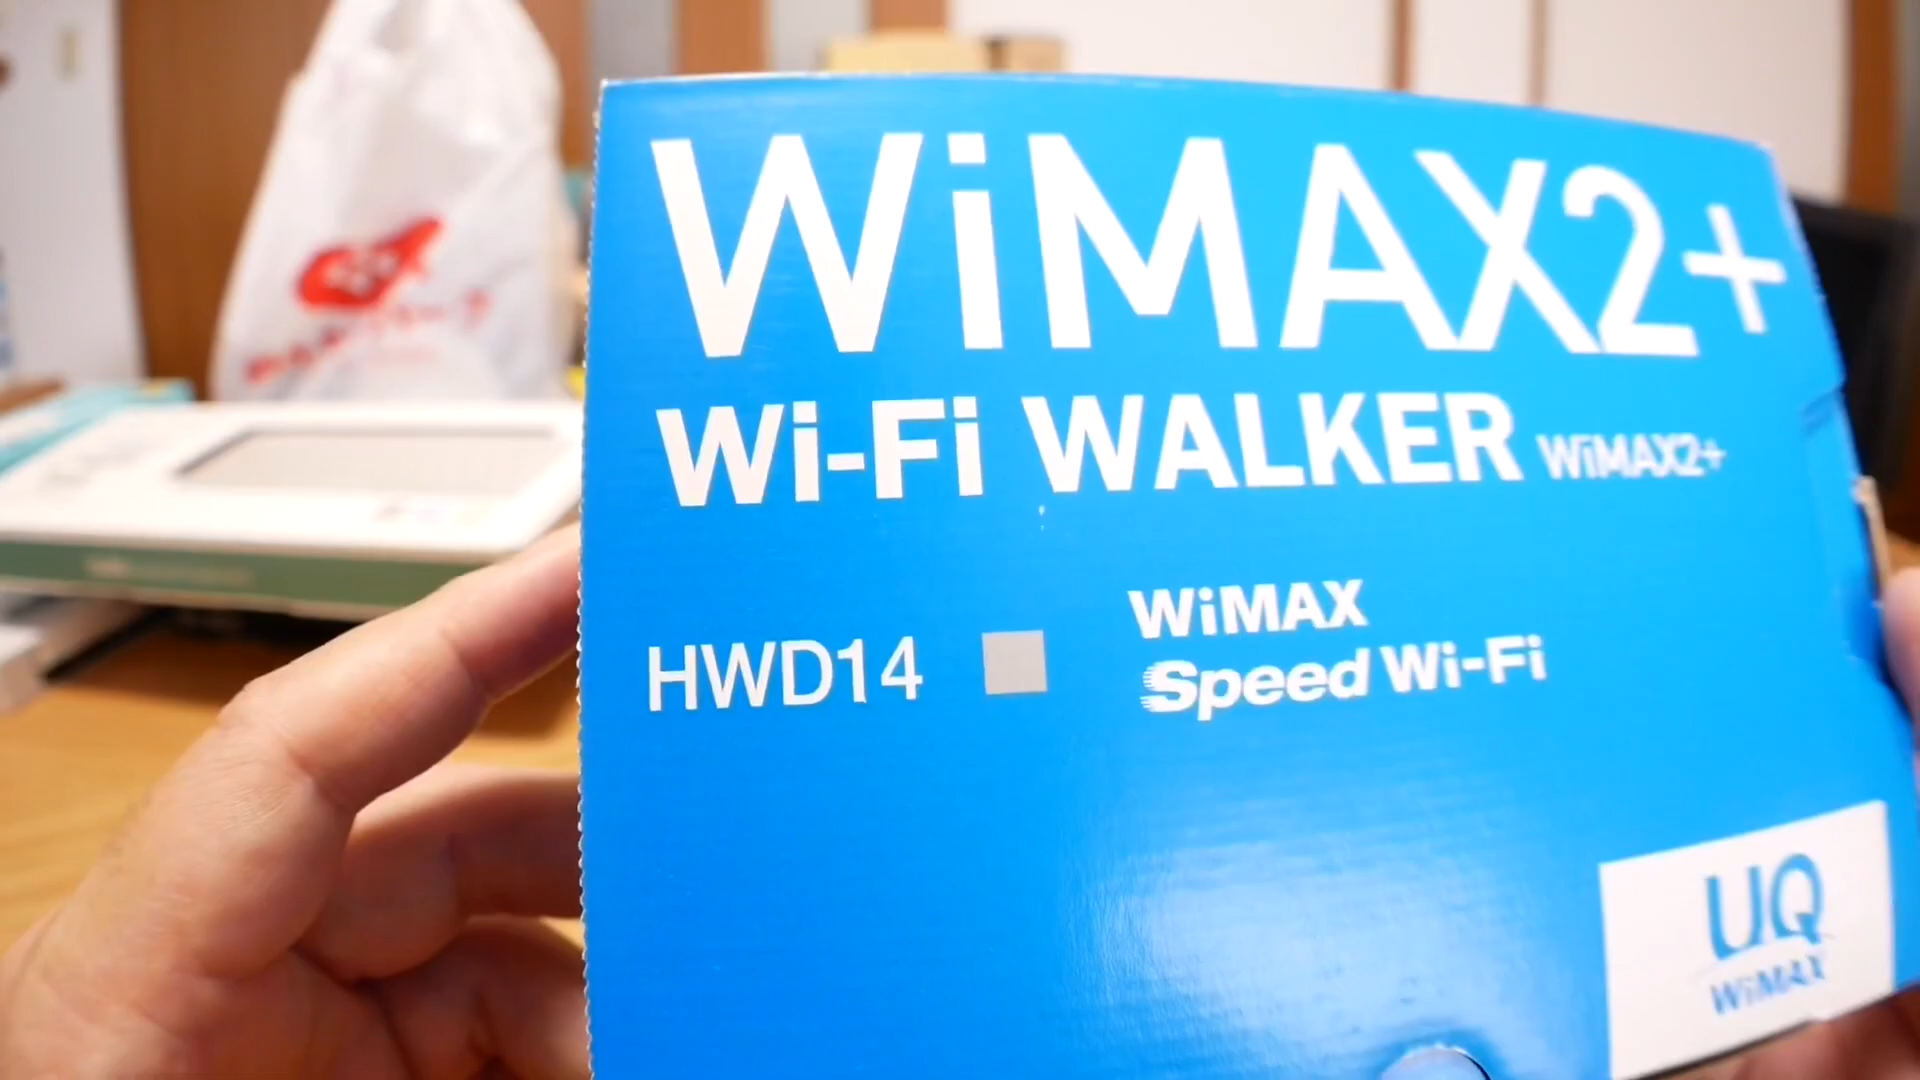 WiMAX2+
Wi-Fi WALKER WiMAX2+
HWD14
WiMAX
Speed Wi-Fi
UQ
WiMAX